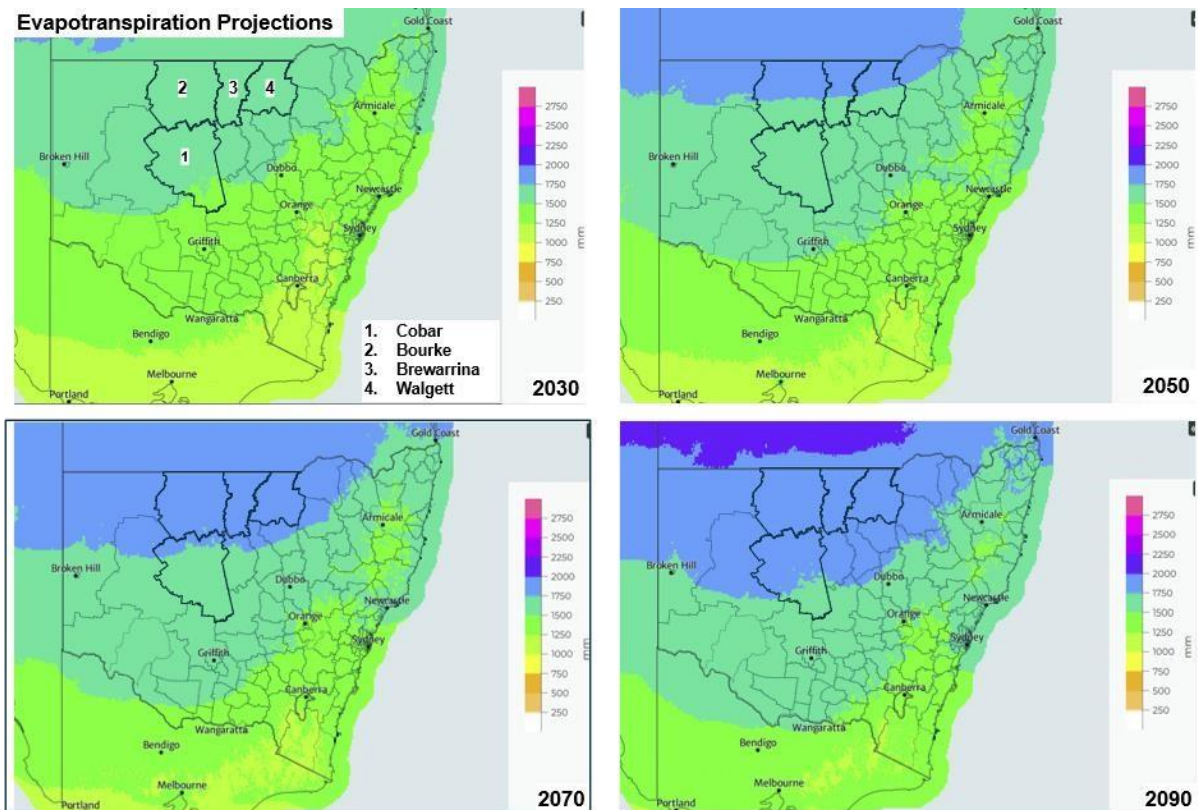 Evapotranspiration Projections
Gold Coast
2
3
4
Armicale
1
Broken Hill
Dubbo
Newcastle
Orange
Sydney
Griffith
Canberra
Wangaratta
Bendigo
Melbourne
Portland
2750
2500
2250
2000
1750
1500
1250
1000
750
500
250
mm
1. Cobar
2. Bourke
3. Brewarrina
4. Walgett
2030
Gold Coast
Armicale
Broken Hill
Dubbo
Newcastle
Orange
Sydney
Griffith
Canberra
Wangaratta
Bendigo
Melbourne
Portland
2750
2500
2250
2000
1750
1500
1250
1000
750
500
250
mm
2050
Gold Coast
Armicale
Broken Hill
Dubbo
Newcastle
Orange
Sydney
Griffith
Canberra
Wangaratta
Bendigo
Melbourne
Portland
2750
2500
2250
2000
1750
1500
1250
1000
750
500
250
mm
2070
Gold Coast
Armicale
Broken Hill
Dubbo
Newcastle
Orange
Sydney
Griffith
Canberra
Wangaratta
Bendigo
Melbourne
Portland
2750
2500
2250
2000
1750
1500
1250
1000
750
500
250
mm
2090